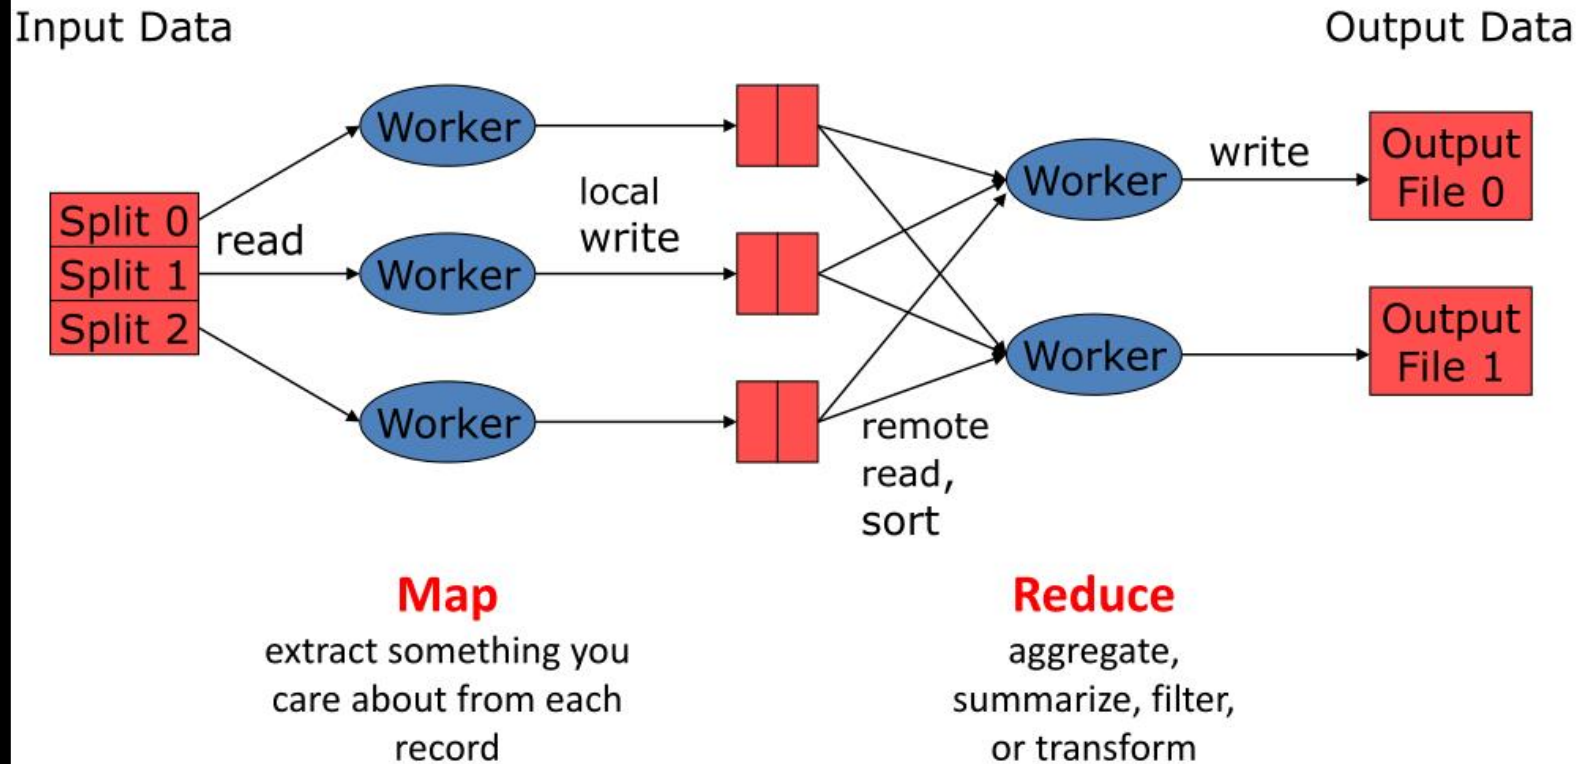 Input Data
Output Data
Worker
Output
File 0
write
Worker
local
write
Split 0
read
Split 1
Worker
Split 2
Output
File 1
Worker
Worker
remote
read,
sort
Map
extract something you
care about from each
record
Reduce
aggregate,
summarize, filter,
or transform